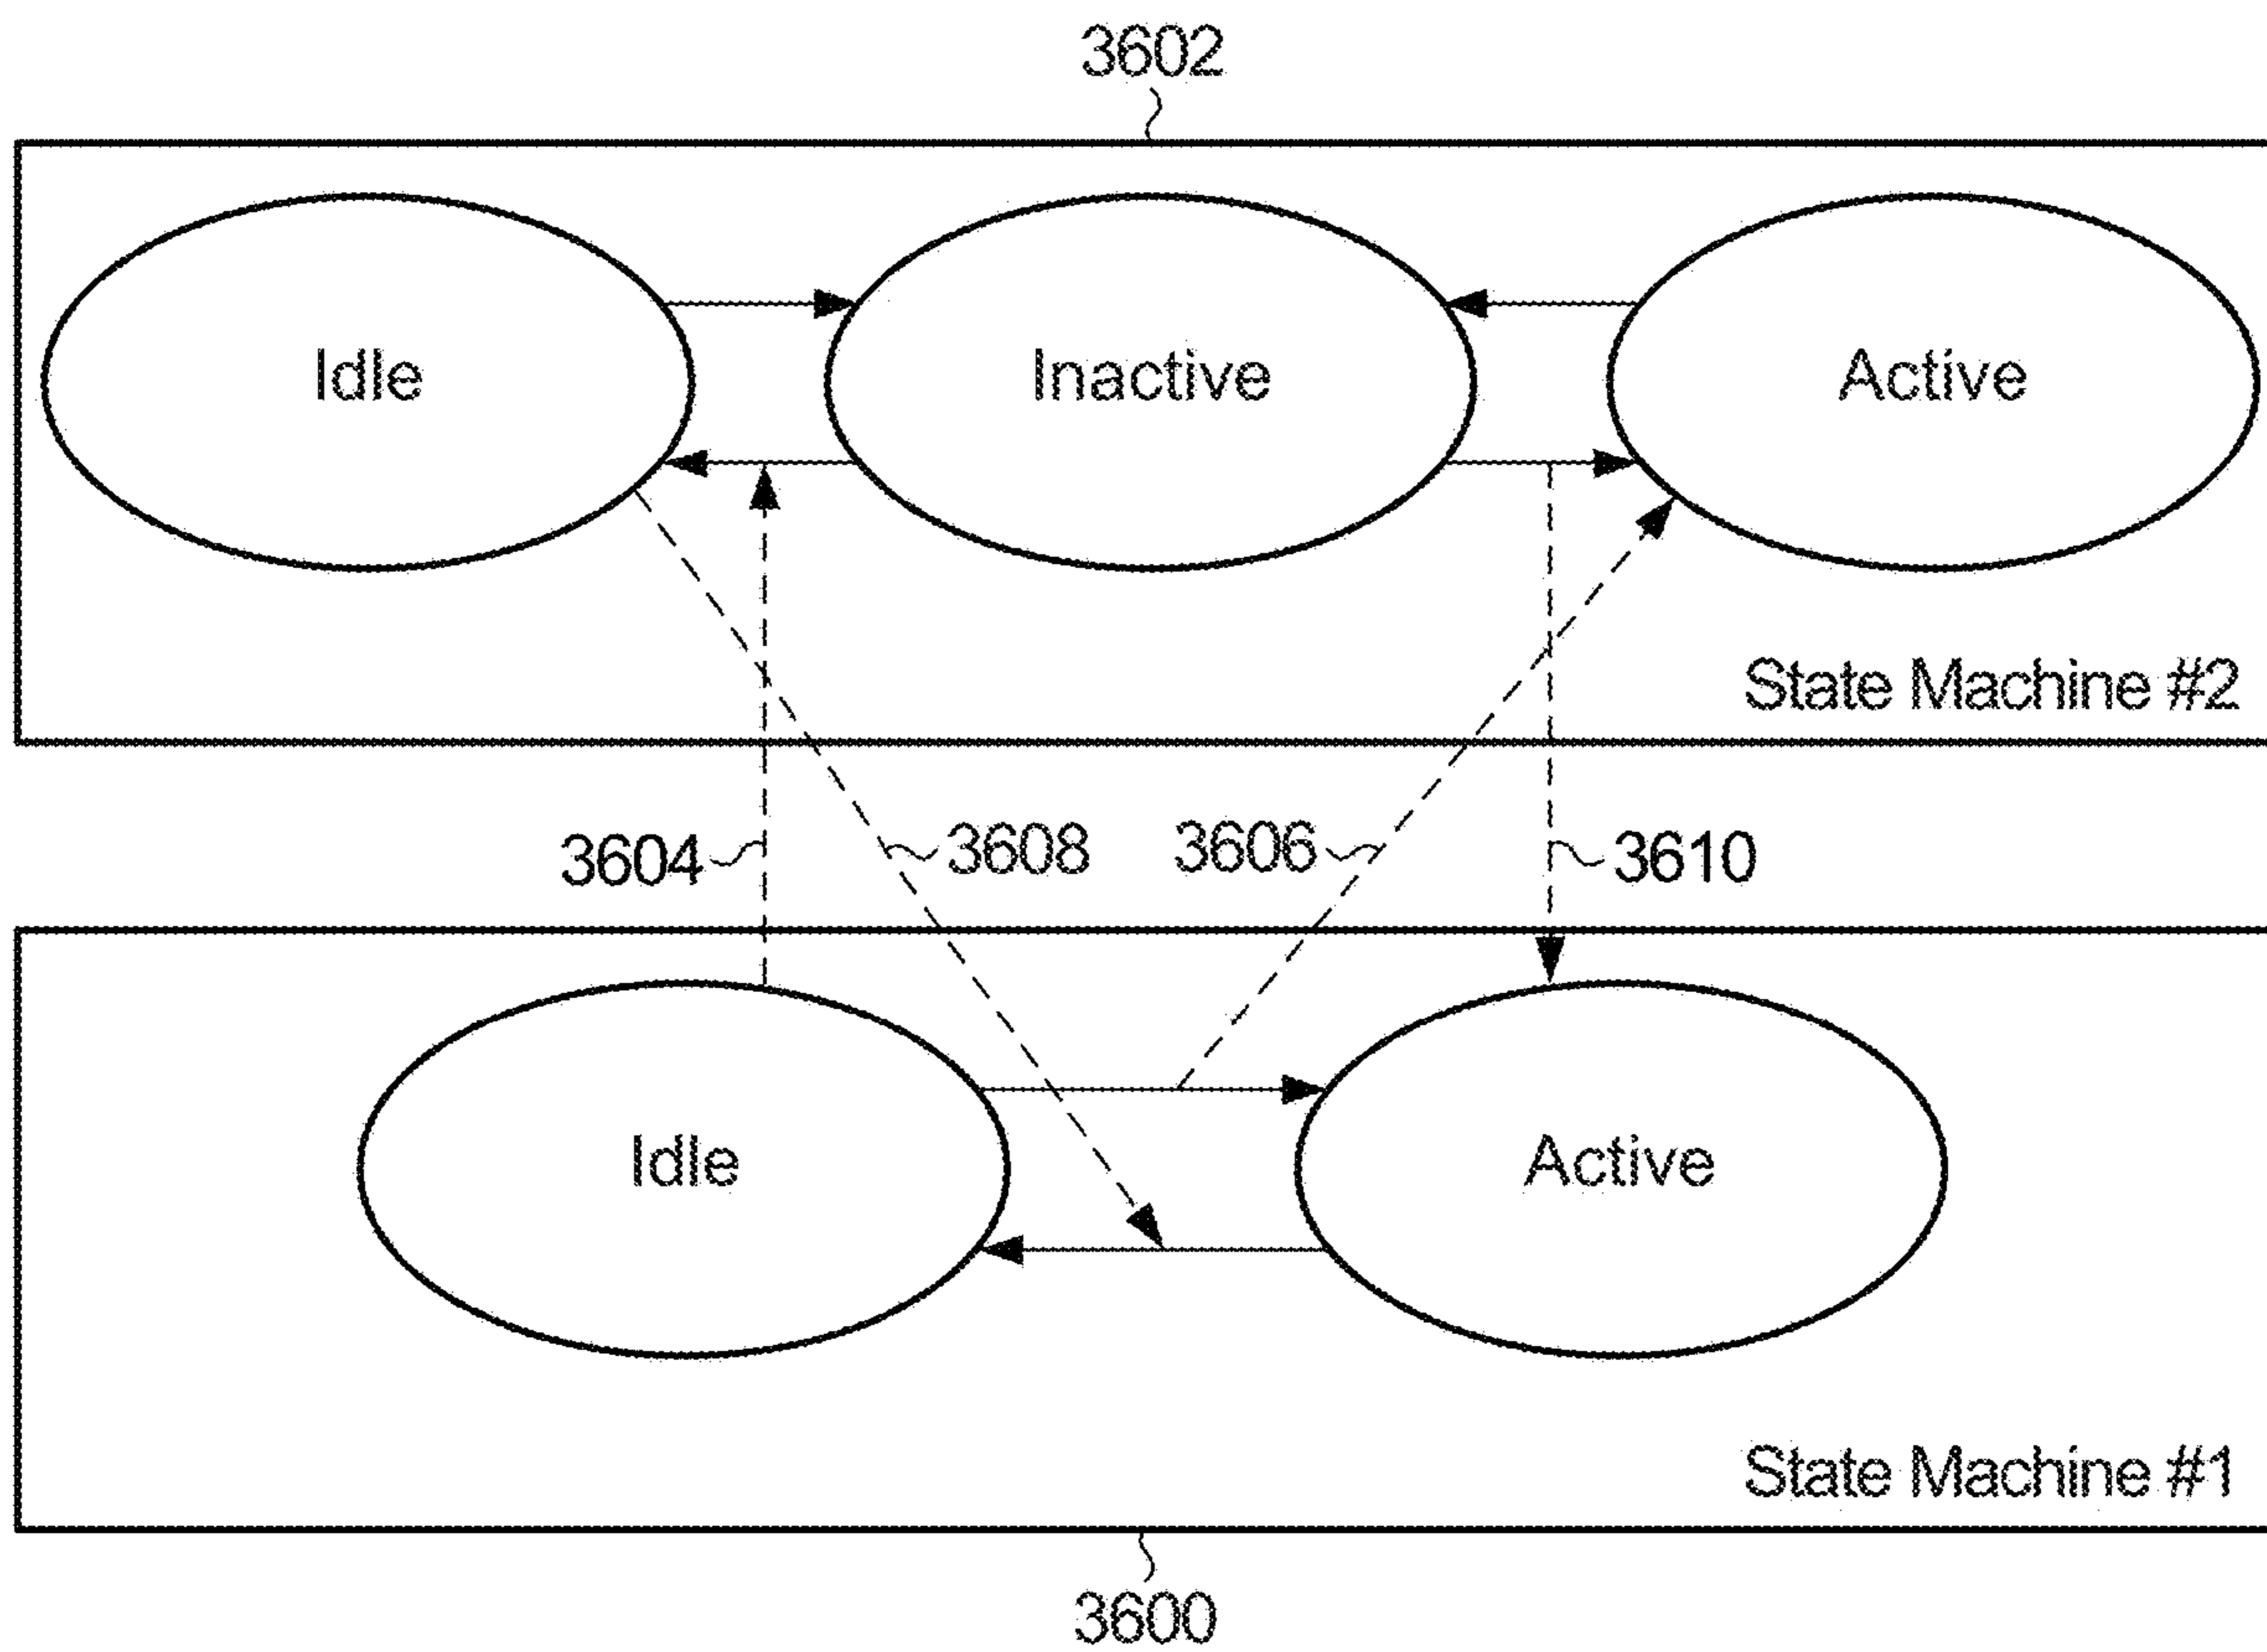 3602
Idle
Inactive
Active
State Machine #2
3604
3608
3606
3610
Idle
Active
State Machine #1
3600